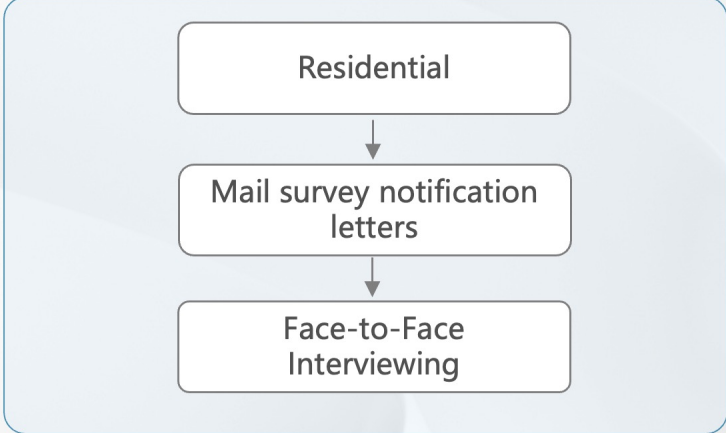 Residential
Mail survey notification
letters
Face-to-Face
Interviewing